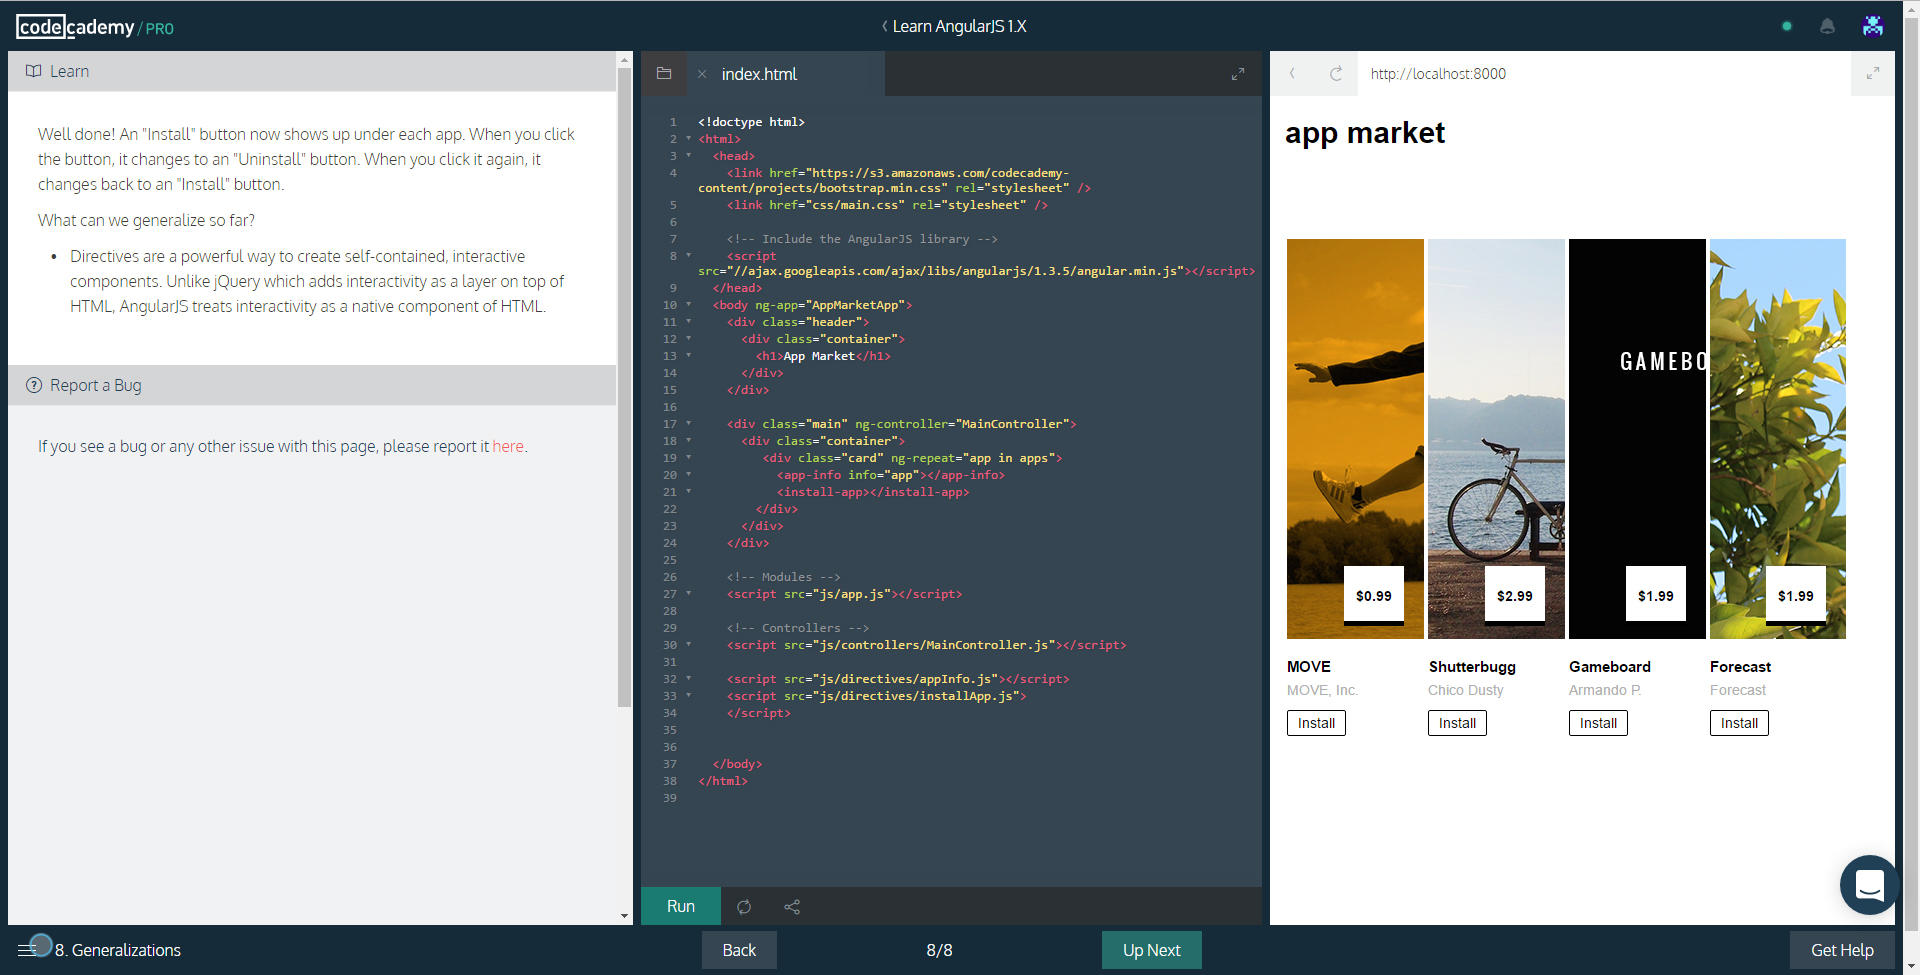 codecademy / PRO
Learn AngularJS 1.X
Learn
Well done! An "Install" button now shows up under each app. When you click
the button, it changes to an "Uninstall" button. When you click it again, it
changes back to an "Install" button.
What can we generalize so far?
• Directives are a powerful way to create self-contained, interactive
components. Unlike jQuery which adds interactivity as a layer on top of
HTML, AngularJS treats interactivity as a native component of HTML.
Report a Bug
If you see a bug or any other issue with this page, please report it here.
index.html
1 <!doctype html>
2 <html>
3 <head>
4 <link href="https://s3.amazonaws.com/codecademy-
content/projects/bootstrap.min.css" rel="stylesheet" />
5 <link href="css/main.css" rel="stylesheet" />
6
7 <!-- Include the AngularJS library -->
8 <script
src="//ajax.googleapis.com/ajax/libs/angularjs/1.3.5/angular.min.js"></script>
9 </head>
10 <body ng-app="AppMarketApp">
11 <div class="header">
12 <div class="container">
13 <h1>App Market</h1>
14 </div>
15 </div>
16
17 <div class="main" ng-controller="MainController">
18 <div class="container">
19 <div class="card" ng-repeat="app in apps">
20 <app-info info="app"></app-info>
21 <install-app></install-app>
22 </div>
23 </div>
24 </div>
25
26 <!-- Modules -->
27 <script src="js/app.js"></script>
28
29 <!-- Controllers -->
30 <script src="js/controllers/MainController.js"></script>
31
32 <script src="js/directives/appInfo.js"></script>
33 <script src="js/directives/installApp.js">
34 </script>
35
36
37 </body>
38 </html>
39
Run
http://localhost:8000
app market
GAMEBO
$0.99 $2.99 $1.99 $1.99
MOVE Shutterbugg Gameboard Forecast
MOVE, Inc. Chico Dusty Armando P. Forecast
Install Install Install Install
8. Generalizations
Back
8/8
Up Next
Get Help